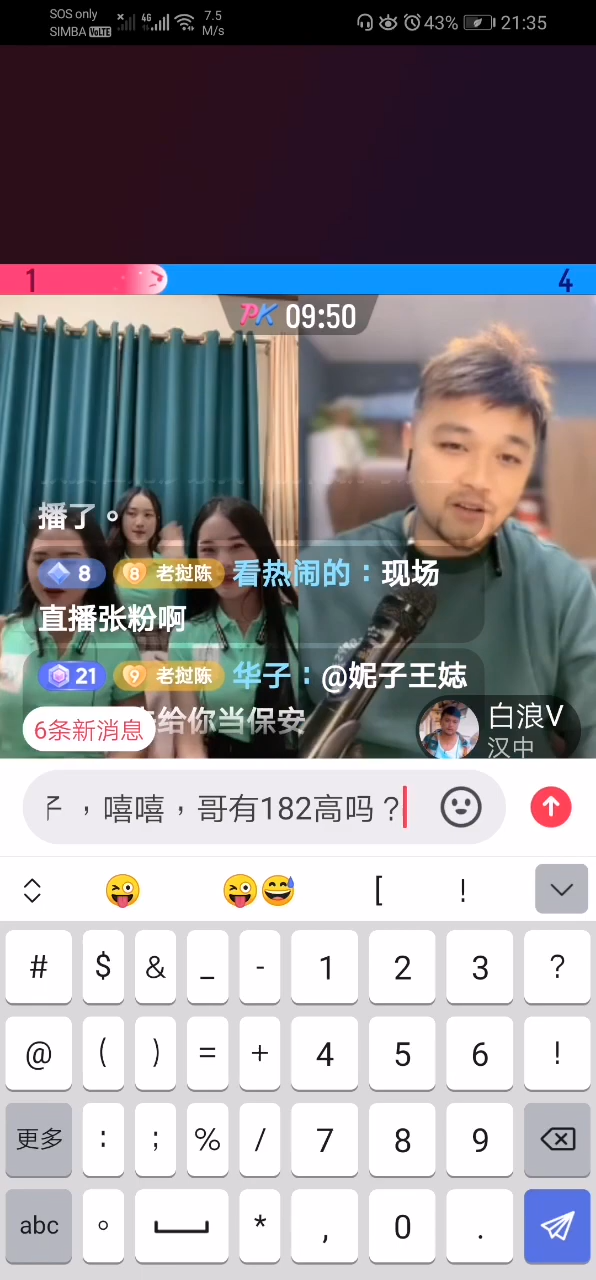 SOS only
SIMBA VoLTE
4G
7.5
M/s
43%
21:35
1
4
PK 09:50
播了。
8 8 老挝陈 看热闹的：现场
直播张粉啊
21 9 老挝陈 华子：@妮子王娡
给你当保安
6条新消息
白浪V
汉中
，嘻嘻，哥有182高吗？
[ !
# $ & _ - 1 2 3 ?
@ ( ) = + 4 5 6 !
更多 : ; % / 7 8 9
abc 。 * , 0 .